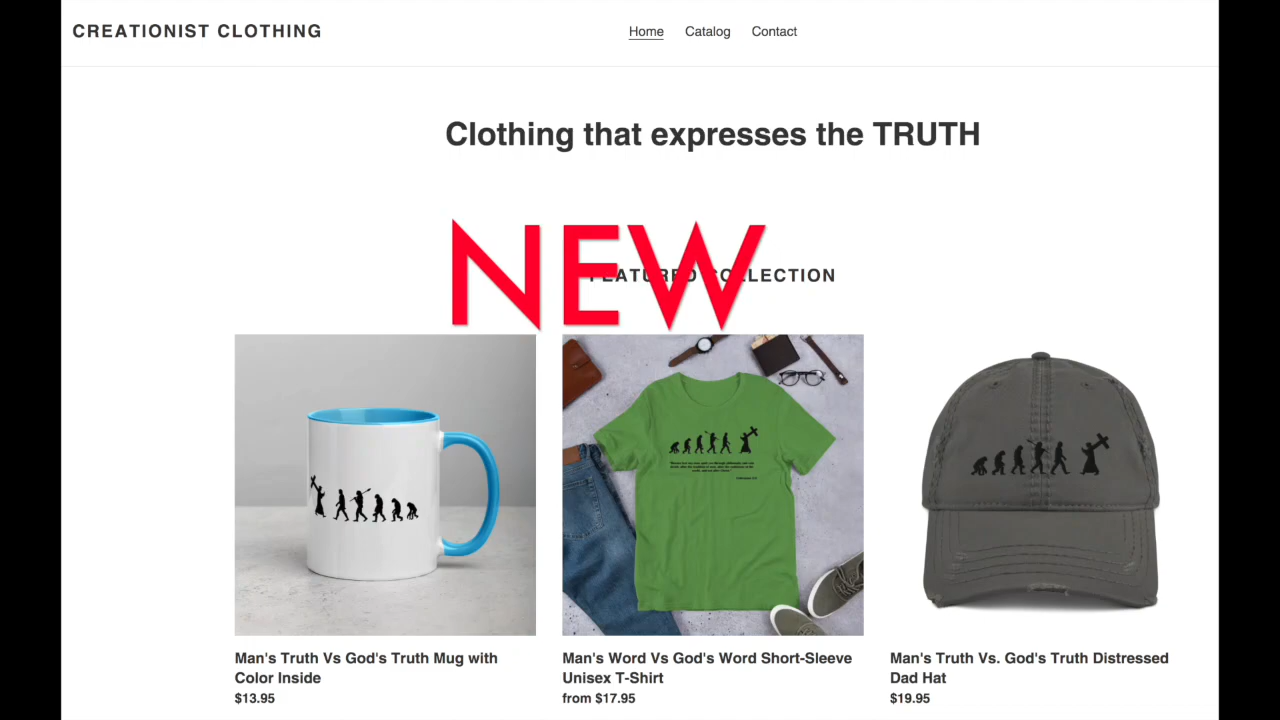 CREATIONIST CLOTHING
Home Catalog Contact
Clothing that expresses the TRUTH
NEW
FEATURED COLLECTION
Man's Truth Vs God's Truth Mug with
Color Inside
$13.95
Man's Word Vs God's Word Short-Sleeve
Unisex T-Shirt
from $17.95
Man's Truth Vs. God's Truth Distressed
Dad Hat
$19.95